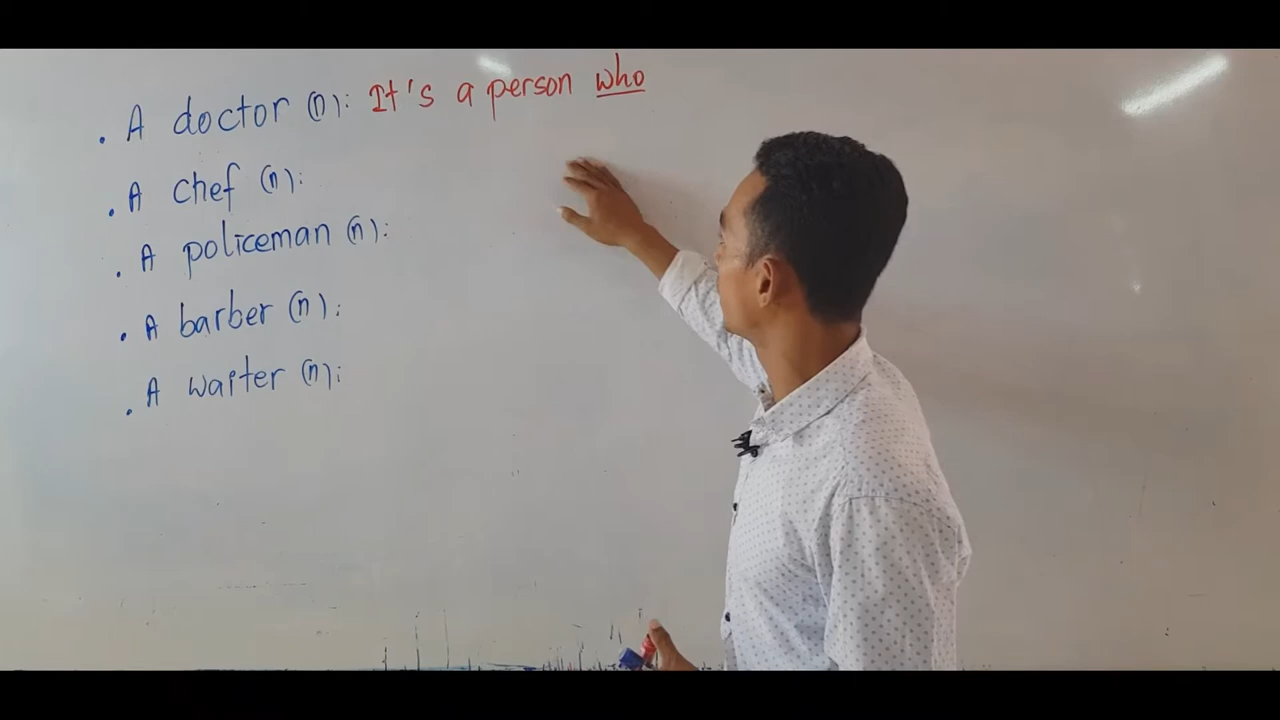 . A doctor (n): It's a person who
. A chef (n):
. A policeman (n):
. A barber (n):
. A waiter (n):